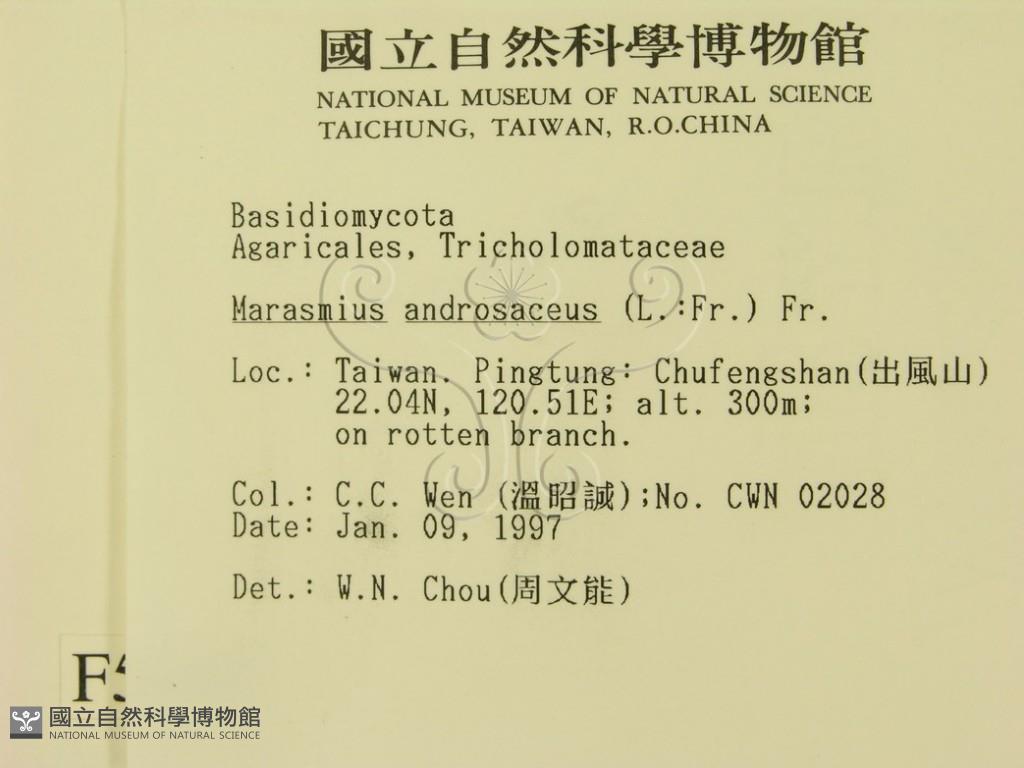 國立自然科學博物館
NATIONAL MUSEUM OF NATURAL SCIENCE
TAICHUNG, TAIWAN, R.O.CHINA
Basidiomycota
Agaricales, Tricholomataceae
Marasmius androsaceus (L.:Fr.) Fr.
Loc.: Taiwan. Pingtung: Chufengshan(出風山)
22.04N, 120.51E; alt. 300m;
on rotten branch.
Col.: C.C. Wen (溫昭誠);No. CWN 02028
Date: Jan. 09, 1997
Det.: W.N. Chou(周文能)
國立自然科學博物館
NATIONAL MUSEUM OF NATURAL SCIENCE